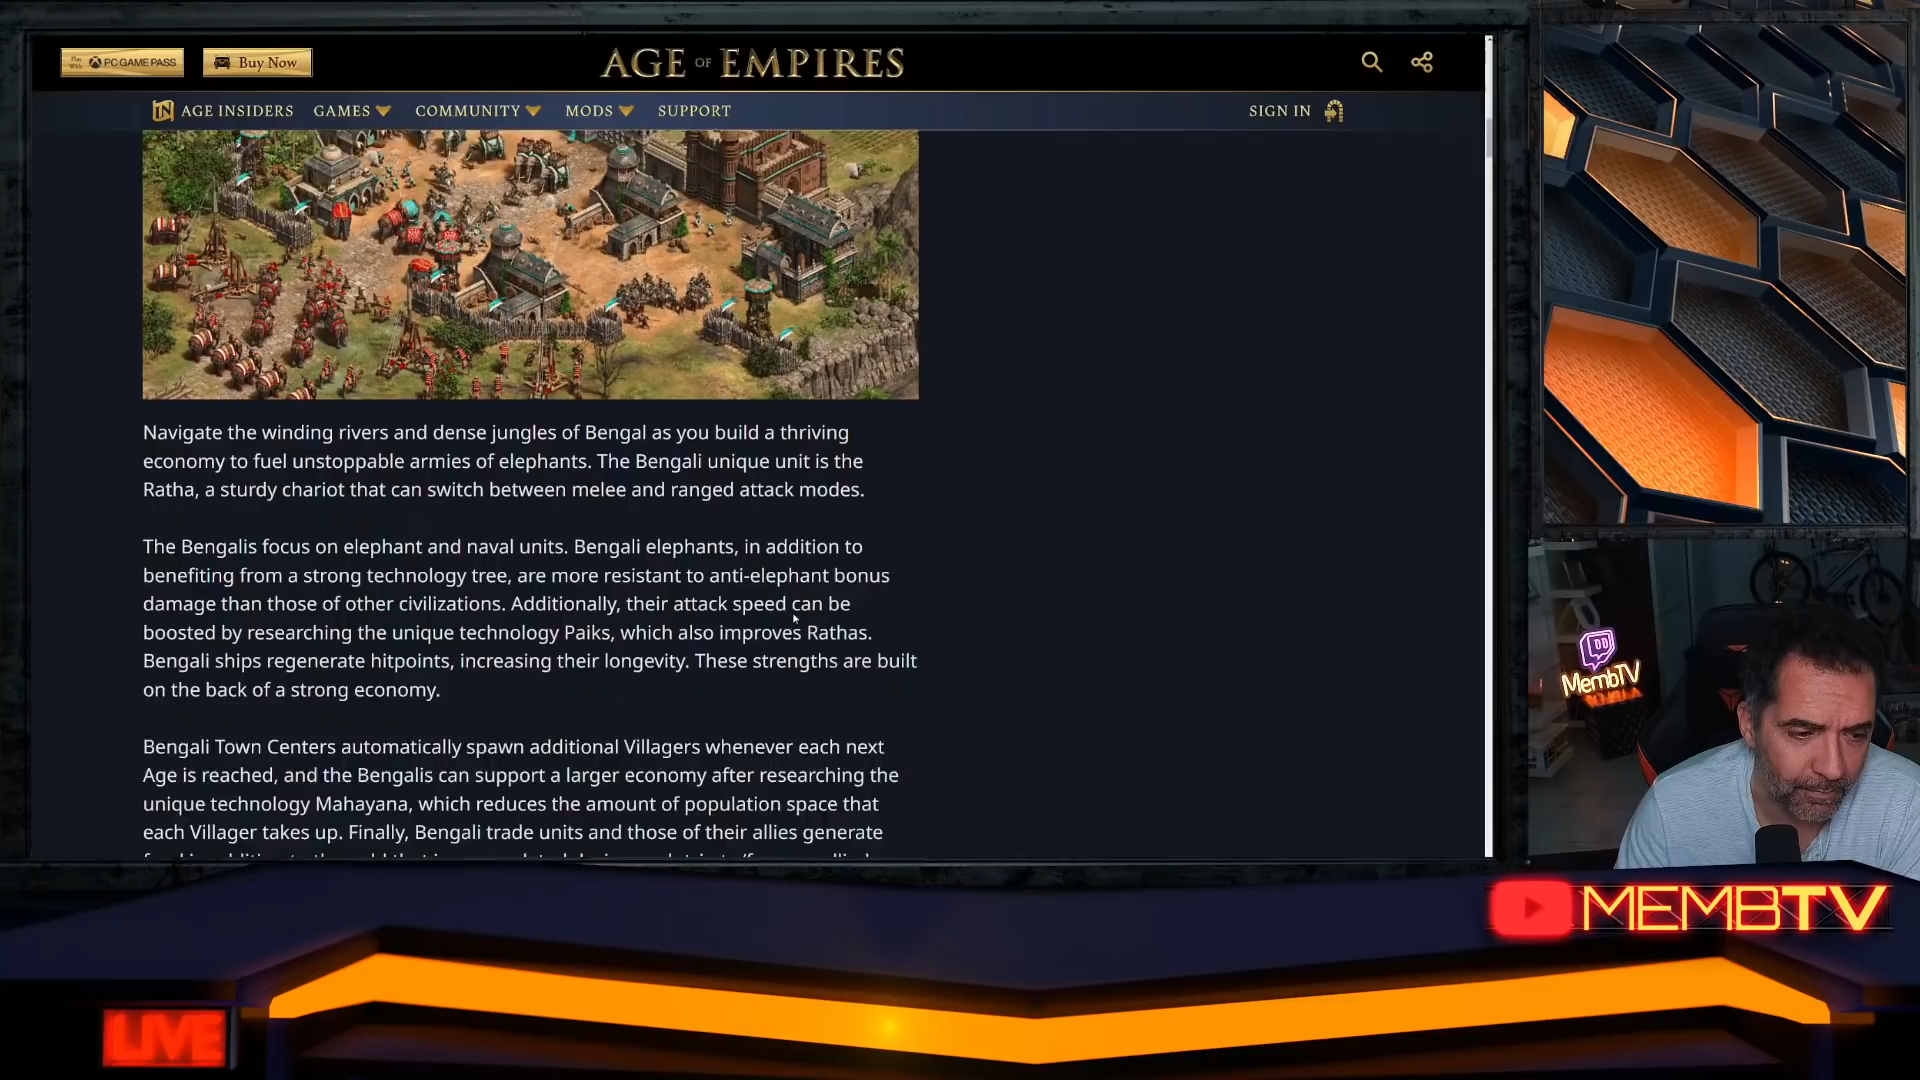 Play With PC GAME PASS
Buy Now
AGE OF EMPIRES
IN AGE INSIDERS GAMES COMMUNITY MODS SUPPORT
SIGN IN
Navigate the winding rivers and dense jungles of Bengal as you build a thriving
economy to fuel unstoppable armies of elephants. The Bengali unique unit is the
Ratha, a sturdy chariot that can switch between melee and ranged attack modes.
The Bengalis focus on elephant and naval units. Bengali elephants, in addition to
benefiting from a strong technology tree, are more resistant to anti-elephant bonus
damage than those of other civilizations. Additionally, their attack speed can be
boosted by researching the unique technology Paiks, which also improves Rathas.
Bengali ships regenerate hitpoints, increasing their longevity. These strengths are built
on the back of a strong economy.
Bengali Town Centers automatically spawn additional Villagers whenever each next
Age is reached, and the Bengalis can support a larger economy after researching the
unique technology Mahayana, which reduces the amount of population space that
each Villager takes up. Finally, Bengali trade units and those of their allies generate
MembTV
MEMBTV
LIVE